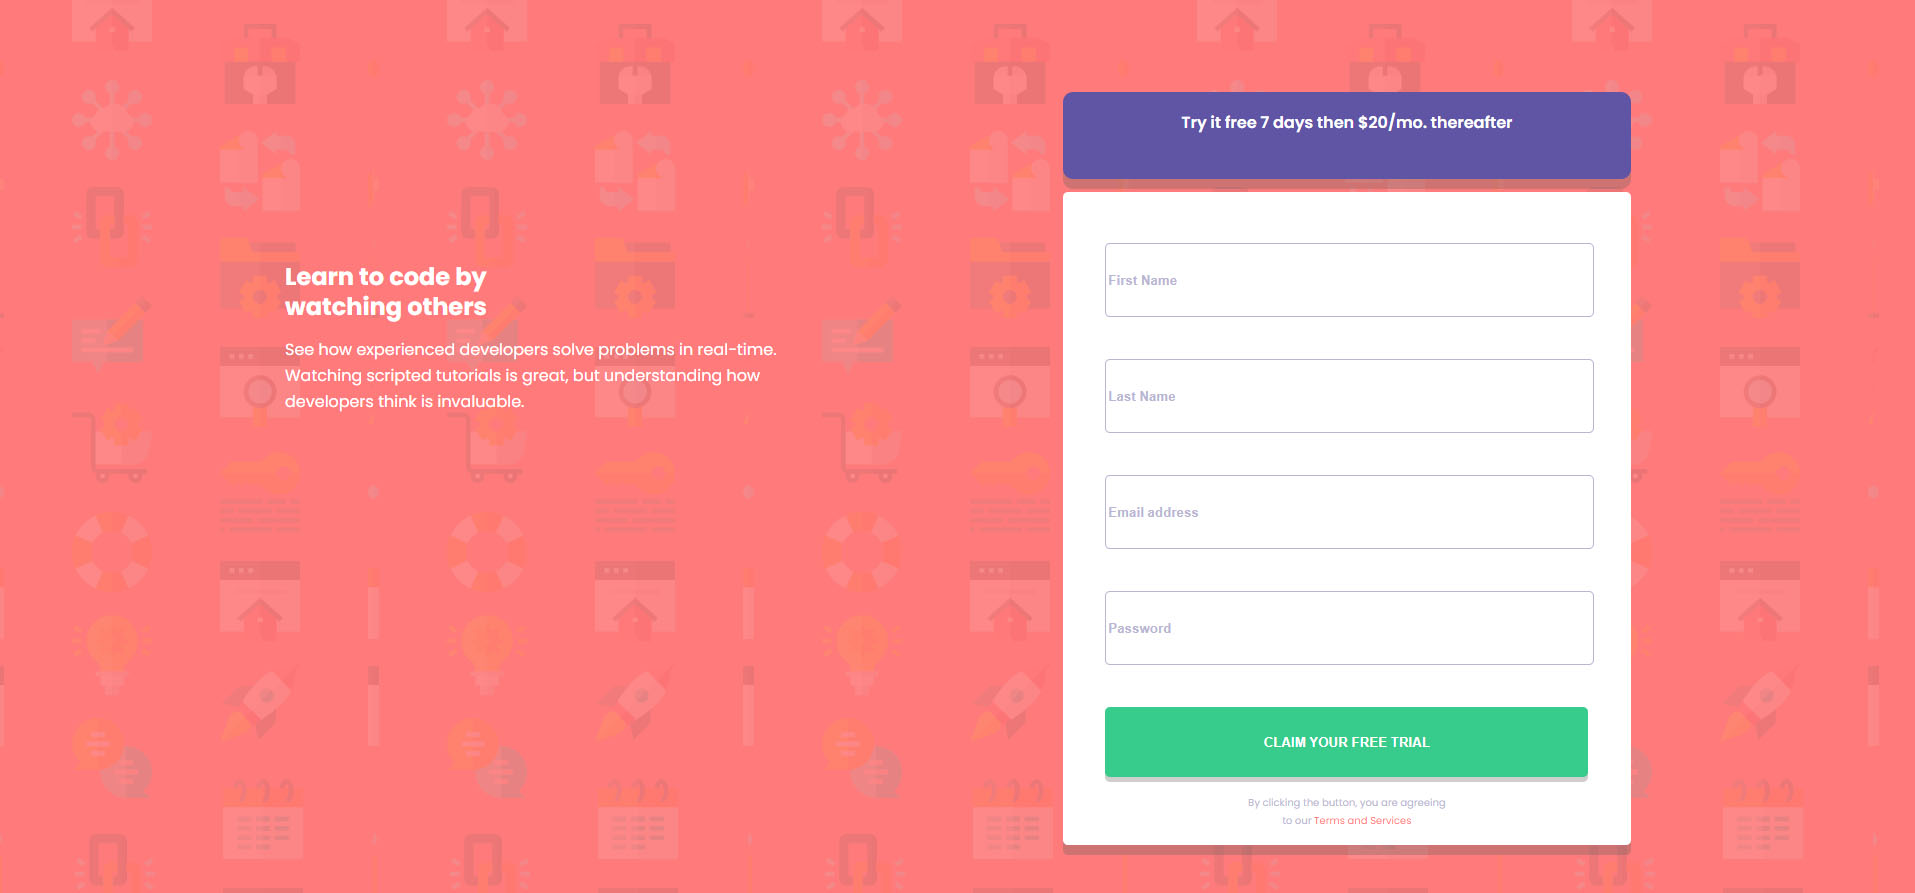 Learn to code by
watching others
See how experienced developers solve problems in real-time.
Watching scripted tutorials is great, but understanding how
developers think is invaluable.
Try it free 7 days then $20/mo. thereafter
First Name
Last Name
Email address
Password
CLAIM YOUR FREE TRIAL
By clicking the button, you are agreeing
to our Terms and Services